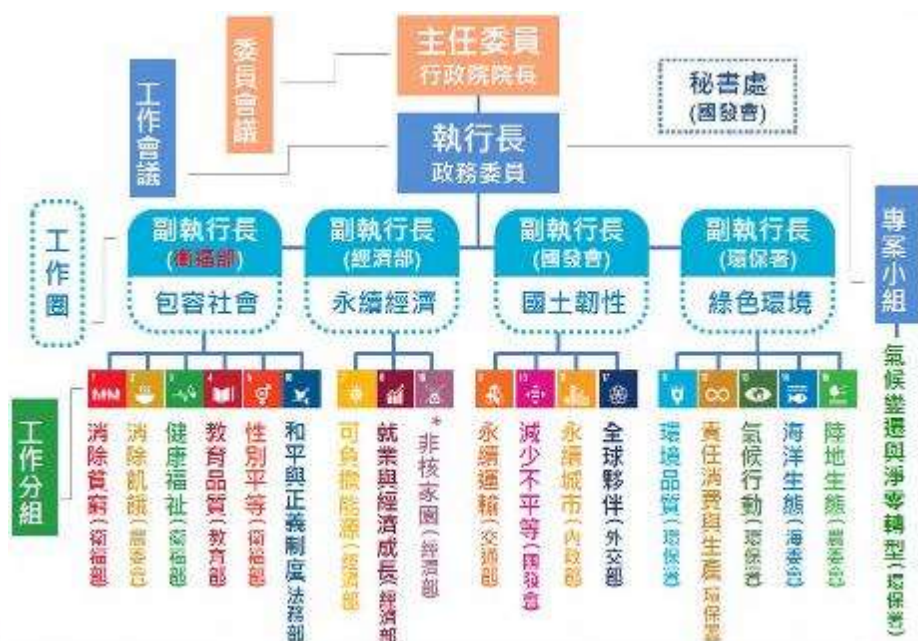 委員會議
主任委員
行政院院長
工作會議
執行長
政務委員
秘書處
(國發會)
工作圈
副執行長
(衛福部)
包容社會
副執行長
(經濟部)
永續經濟
副執行長
(國發會)
國土韌性
副執行長
(環保署)
綠色環境
專案小組
氣候變遷與淨零轉型(環保署)
工作分組
消除貧窮(衛福部)
消除飢餓(農委會)
健康福祉(衛福部)
教育品質(教育部)
性別平等(衛福部)
和平與正義制度(法務部
可負擔能源(經濟部)
就業與經濟成長(經濟部)
*非核家園(經濟部)
永續運輸(交通部)
減少不平等(國發會)
永續城市(內政部)
全球夥伴(外交部)
環境品質(環保署)
責任消費與生產(環保署
氣候行動(環保署)
海洋生態(海委會)
陸地生態(農委會)